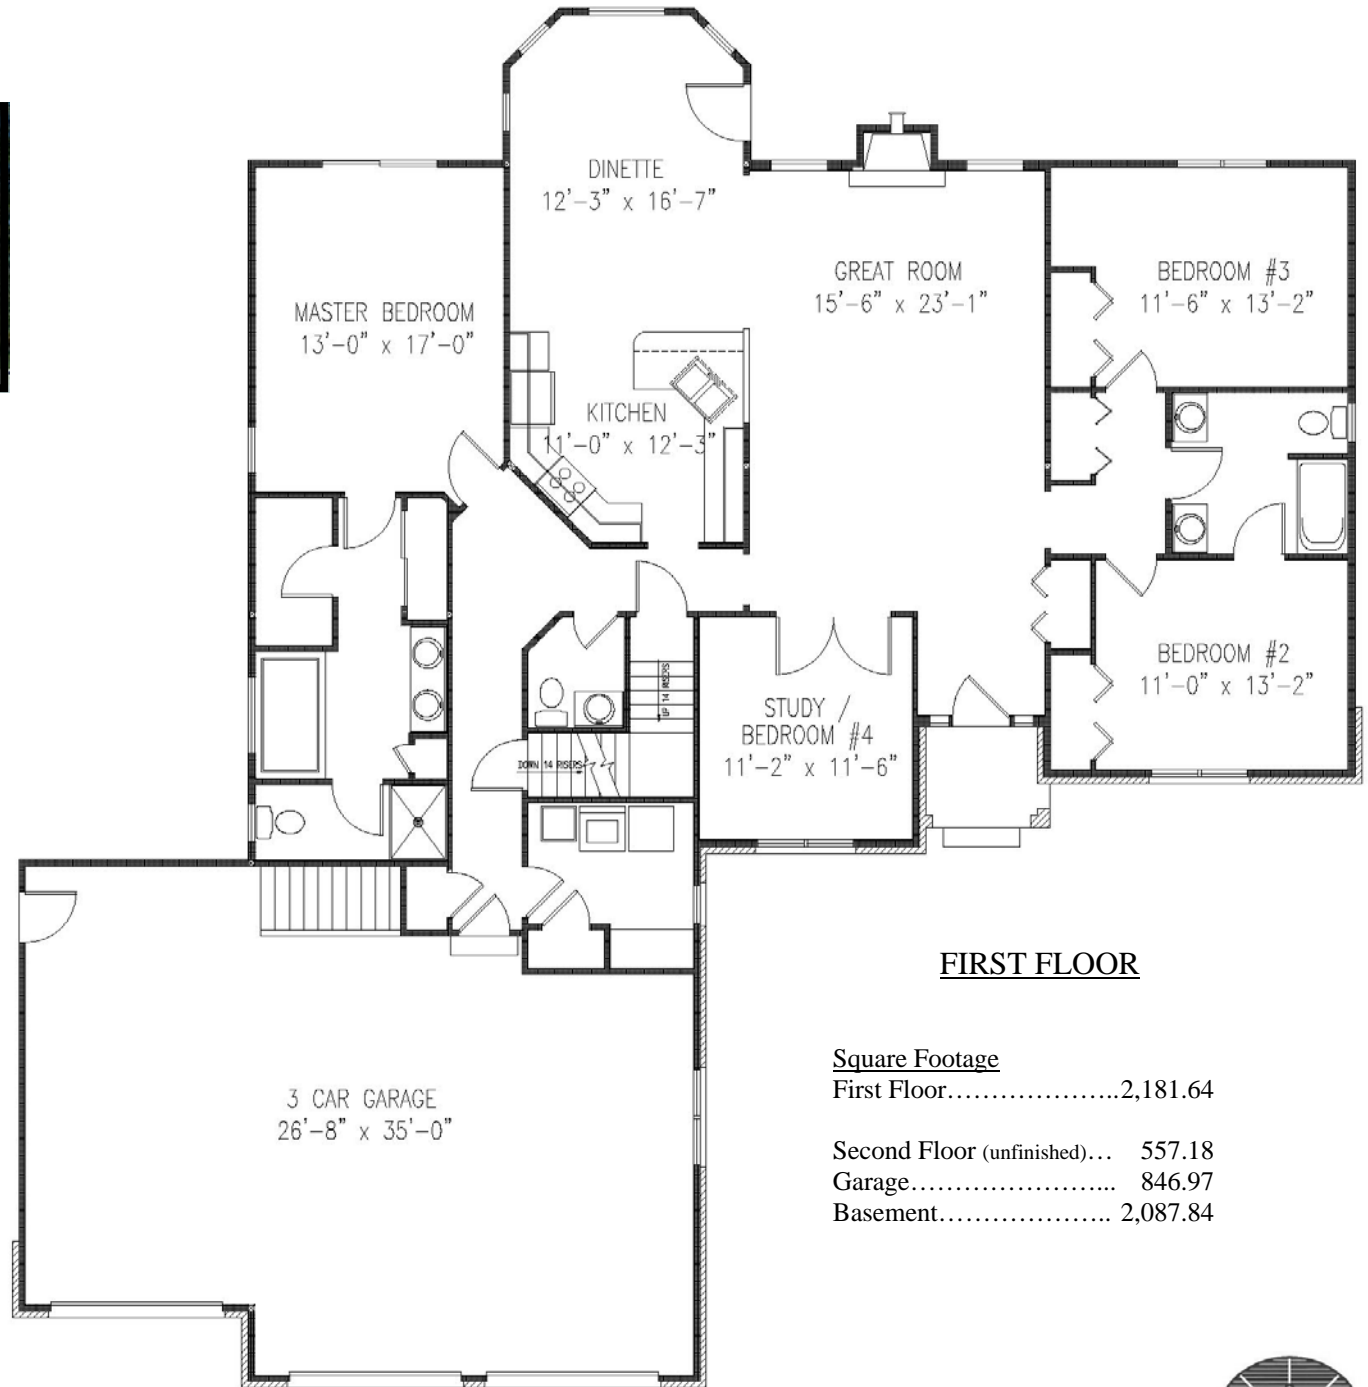 DINETTE
12'-3" x 16'-7"
GREAT ROOM
15'-6" x 23'-1"
BEDROOM #3
11'-6" x 13'-2"
MASTER BEDROOM
13'-0" x 17'-0"
KITCHEN
11'-0" x 12'-3"
BEDROOM #2
11'-0" x 13'-2"
UP 14 RISERS
STUDY /
BEDROOM #4
11'-2" x 11'-6"
DOWN 14 RISERS
3 CAR GARAGE
26'-8" x 35'-0"
FIRST FLOOR
Square Footage
First Floor………………..2,181.64
Second Floor (unfinished)… 557.18
Garage…………………... 846.97
Basement……………….. 2,087.84